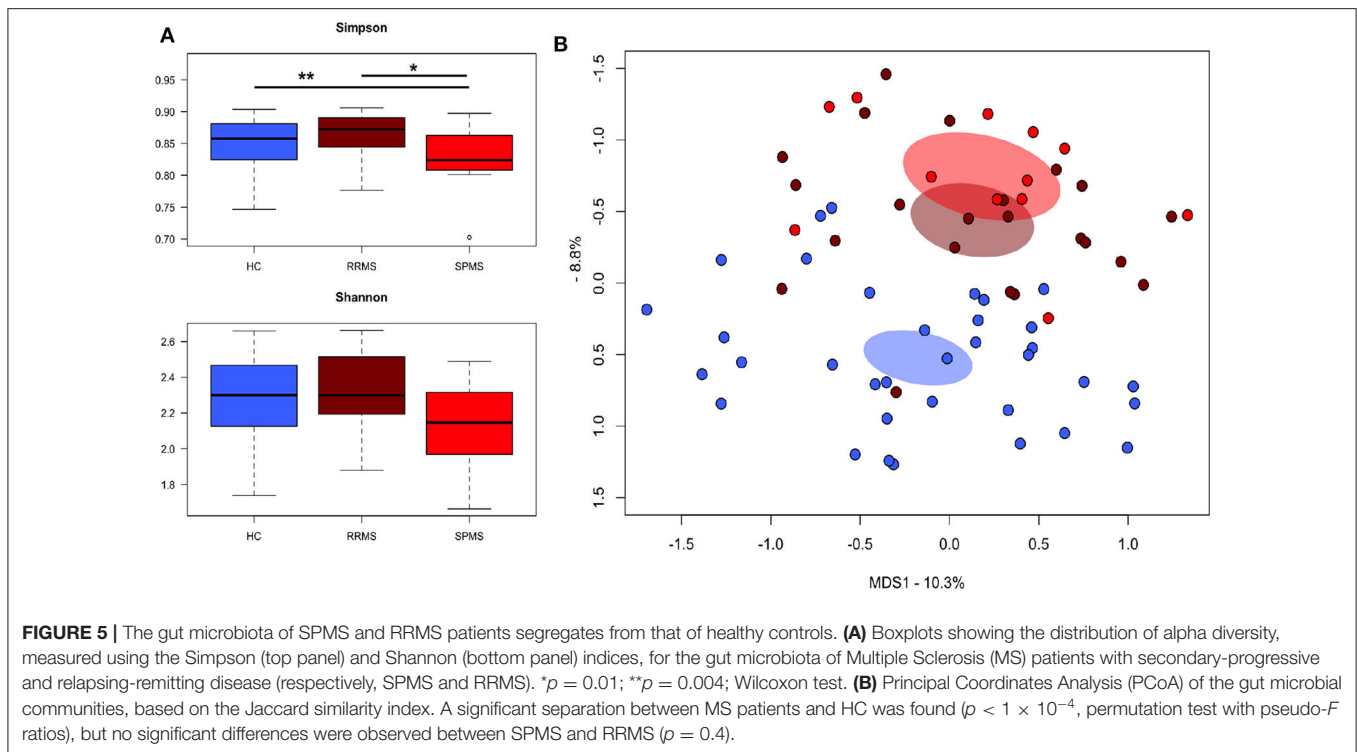 A
Simpson
**
*
0.95
0.90
0.85
0.80
0.75
0.70
HC
RRMS
SPMS
Shannon
2.6
2.4
2.2
2.0
1.8
HC
RRMS
SPMS
B
-1.5
-1.0
-0.5
0.0
0.5
1.0
1.5
- 8.8%
-1.5
-1.0
-0.5
0.0
0.5
1.0
MDS1 - 10.3%
FIGURE 5 | The gut microbiota of SPMS and RRMS patients segregates from that of healthy controls. (A) Boxplots showing the distribution of alpha diversity,
measured using the Simpson (top panel) and Shannon (bottom panel) indices, for the gut microbiota of Multiple Sclerosis (MS) patients with secondary-progressive
and relapsing-remitting disease (respectively, SPMS and RRMS). *p = 0.01; **p = 0.004; Wilcoxon test. (B) Principal Coordinates Analysis (PCoA) of the gut microbial
communities, based on the Jaccard similarity index. A significant separation between MS patients and HC was found (p < 1 × 10⁻⁴, permutation test with pseudo-F
ratios), but no significant differences were observed between SPMS and RRMS (p = 0.4).